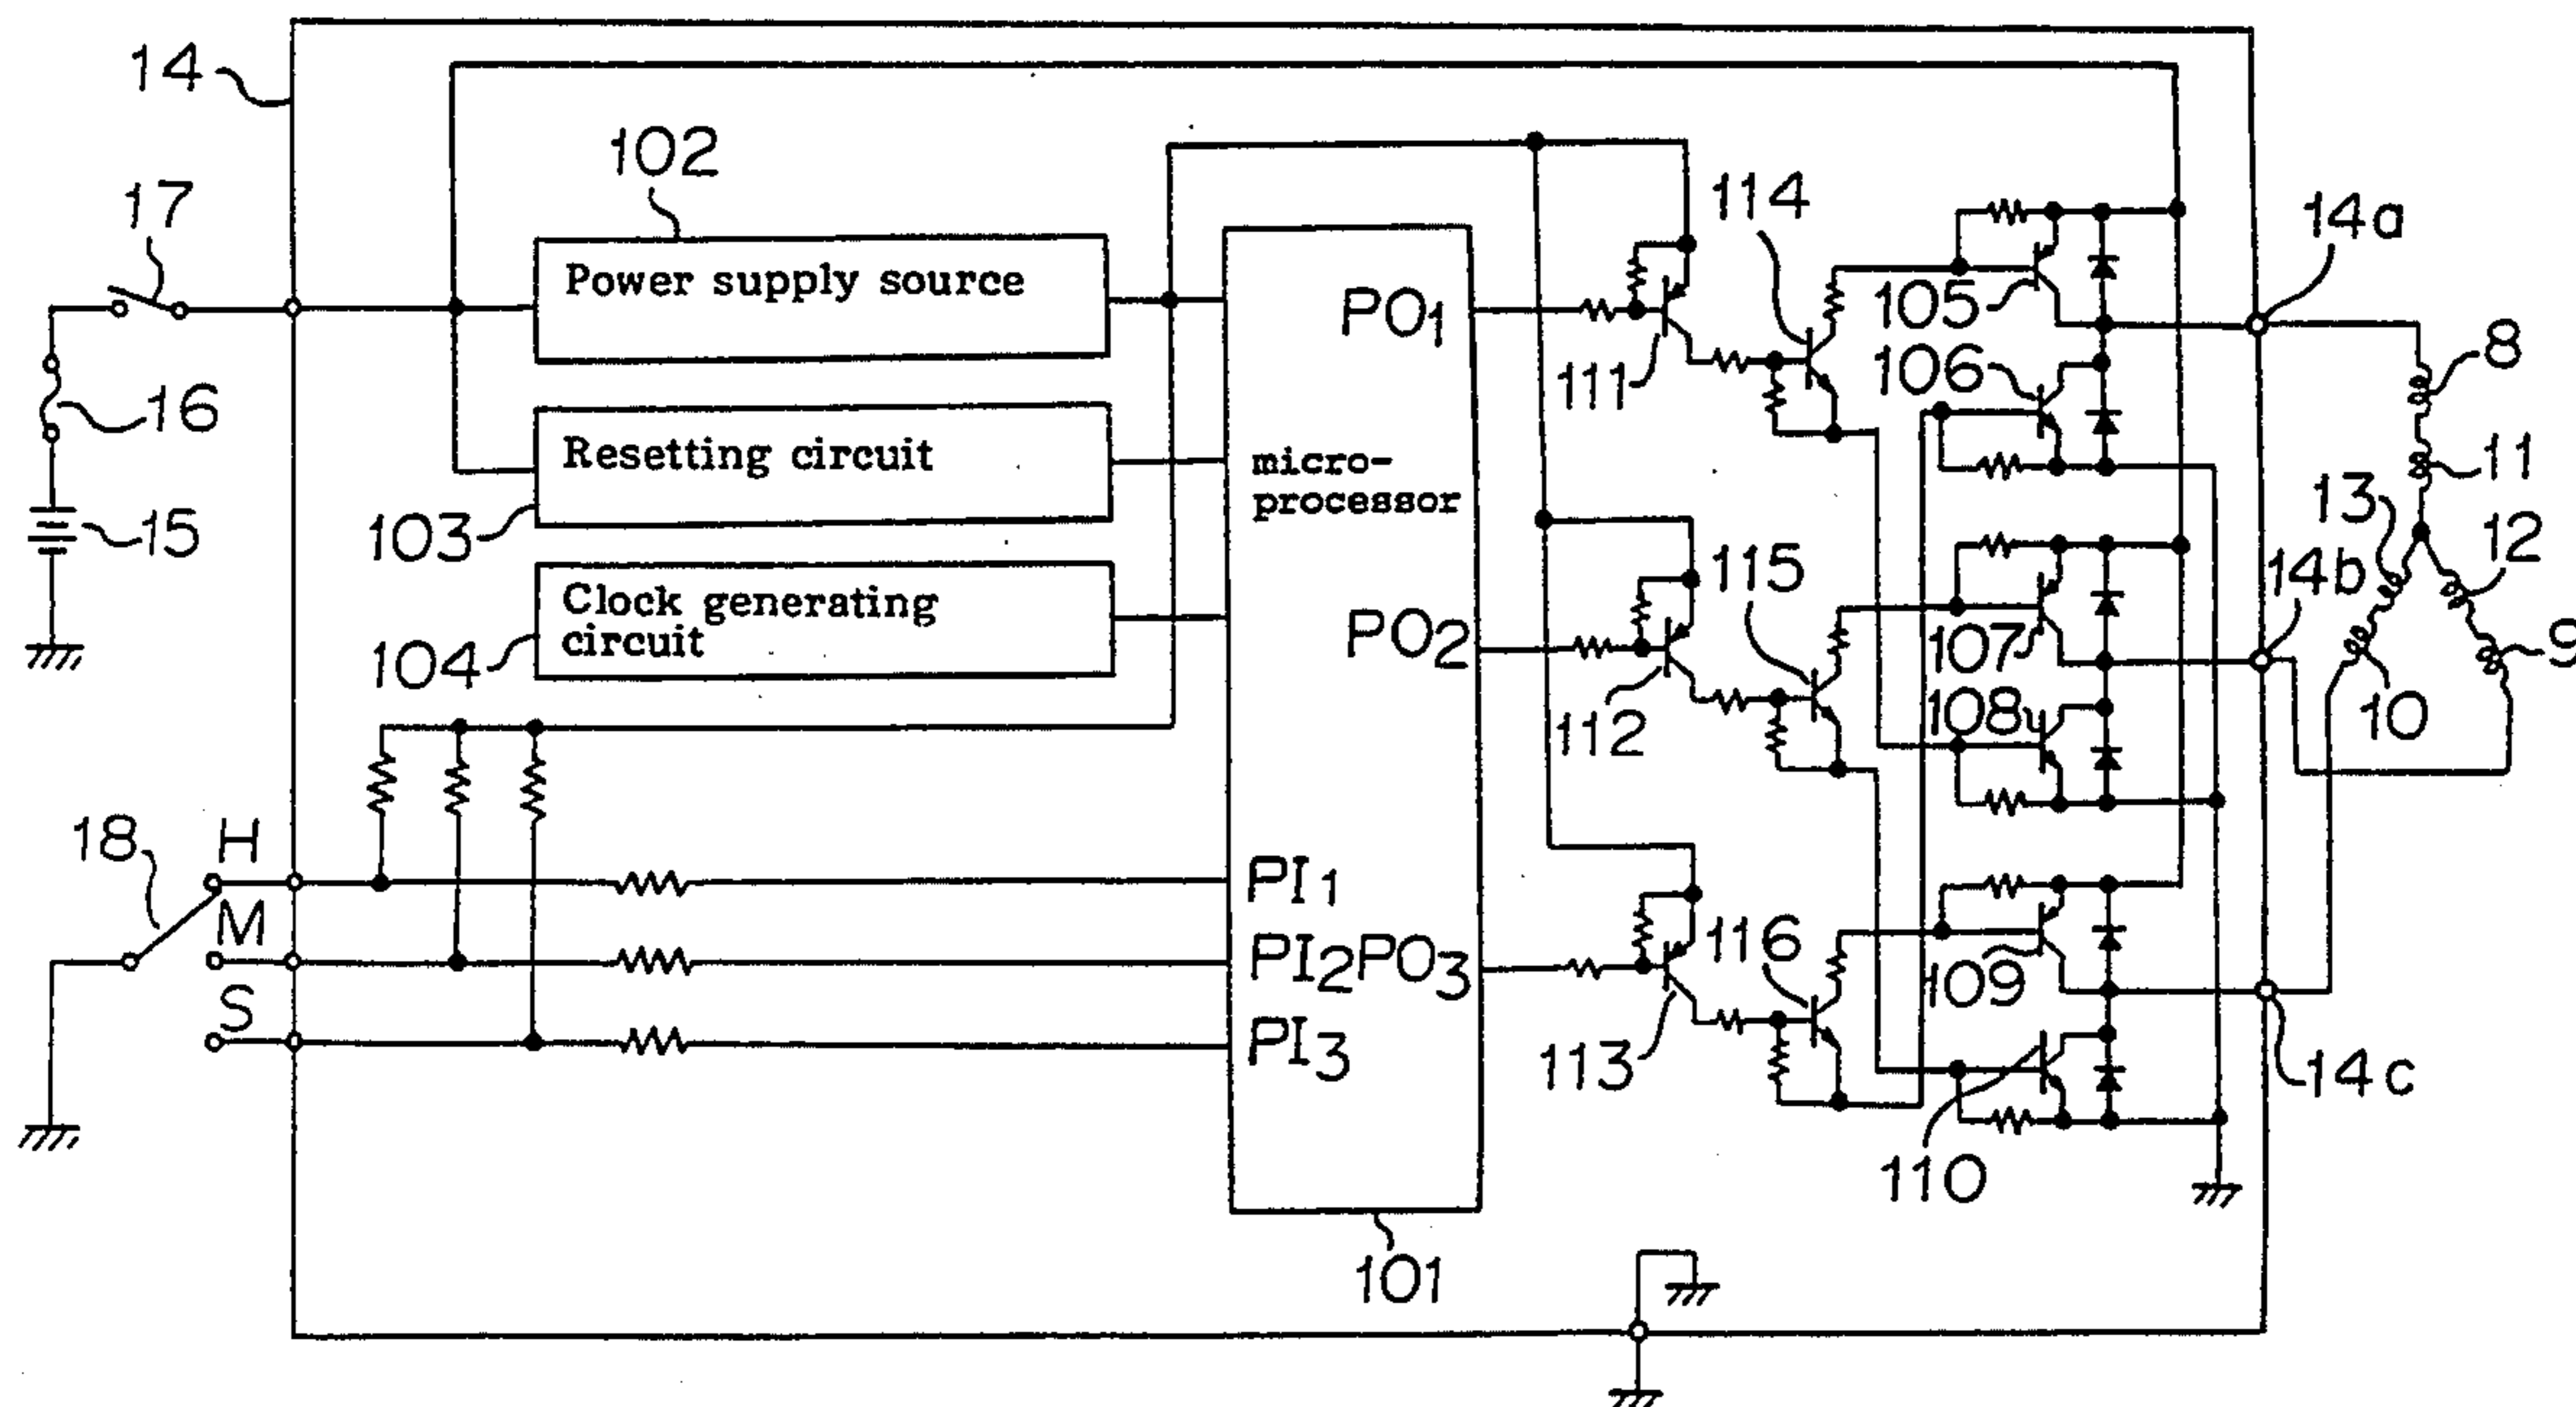 14
102
17
Power supply source
114
14a
PO1
105
8
16
111
106
11
Resetting circuit
micro-
processor
13
12
15
103
115
14b
Clock generating
circuit
PO2
107
9
104
112
108
10
18
H
PI1
M
116
PI2
PO3
109
S
PI3
113
14c
110
101